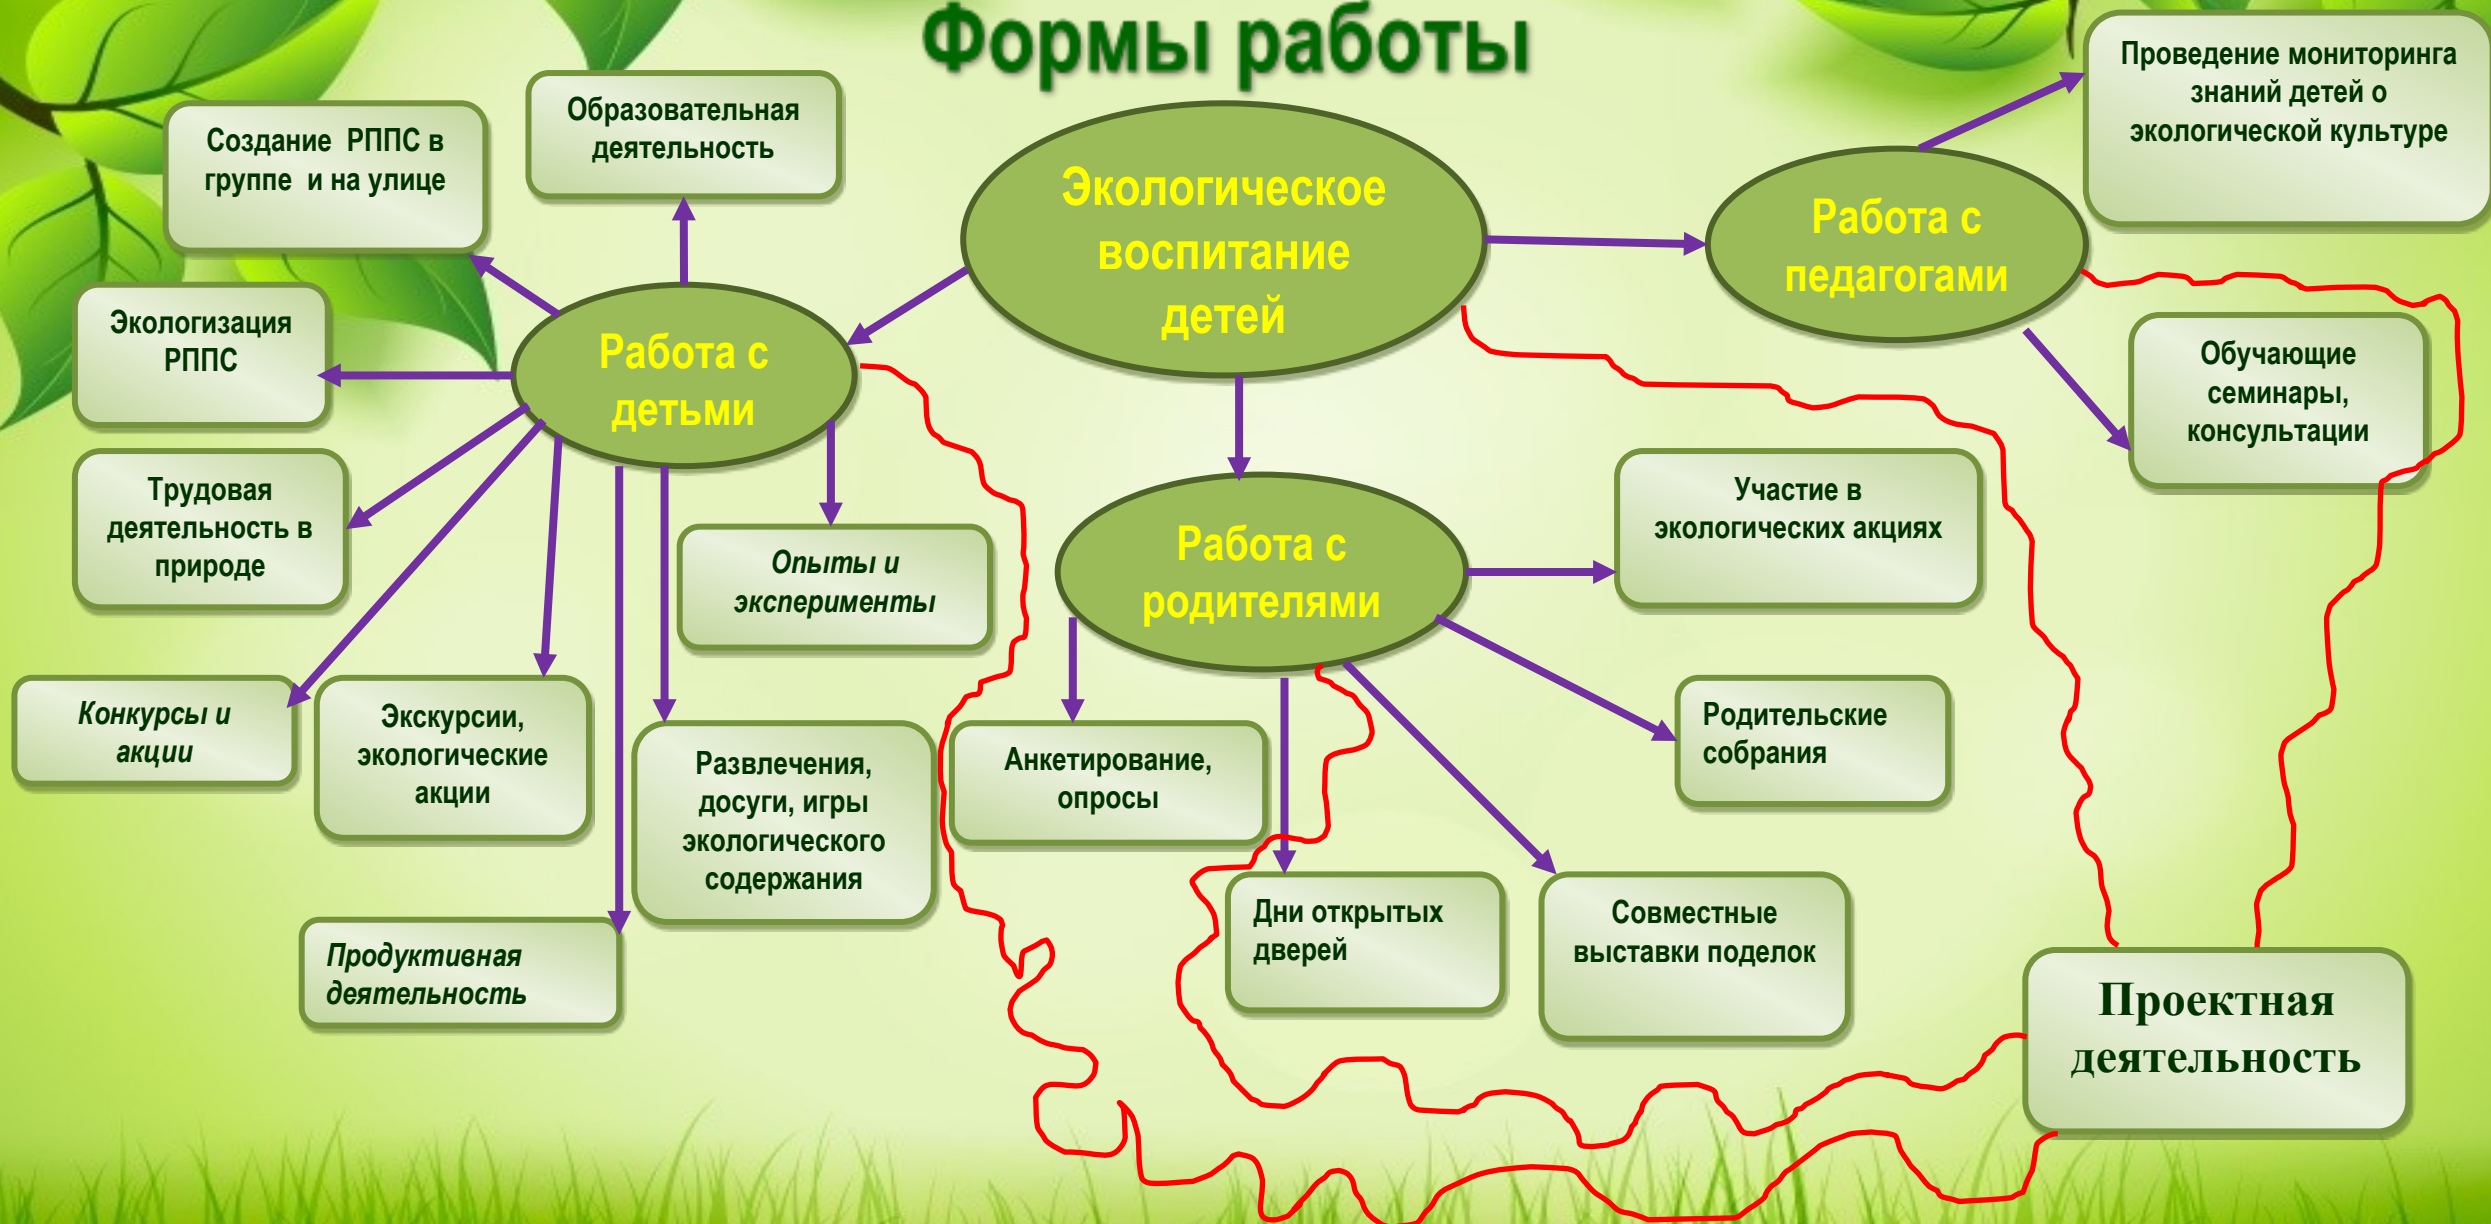 Формы работы
Экологическое
воспитание
детей
Работа с
детьми
Образовательная
деятельность
Создание РППС в
группе и на улице
Экологизация
РППС
Трудовая
деятельность в
природе
Конкурсы и
акции
Экскурсии,
экологические
акции
Продуктивная
деятельность
Развлечения,
досуги, игры
экологического
содержания
Опыты и
эксперименты
Работа с
родителями
Анкетирование,
опросы
Дни открытых
дверей
Совместные
выставки поделок
Родительские
собрания
Участие в
экологических акциях
Работа с
педагогами
Проведение мониторинга
знаний детей о
экологической культуре
Обучающие
семинары,
консультации
Проектная
деятельность